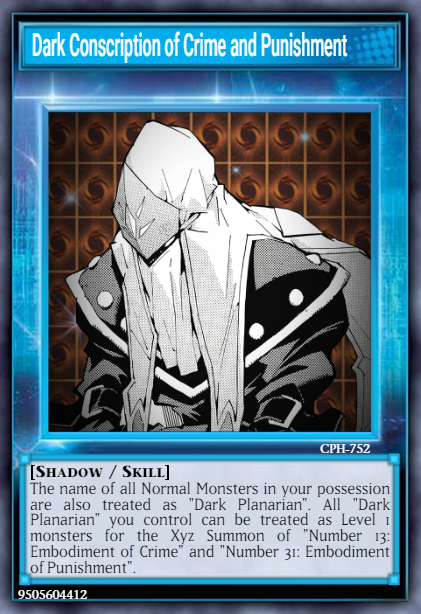 Dark Conscription of Crime and Punishment
CPH-752
[SHADOW / SKILL]
The name of all Normal Monsters in your possession
are also treated as "Dark Planarian". All "Dark
Planarian" you control can be treated as Level 1
monsters for the Xyz Summon of "Number 13:
Embodiment of Crime" and "Number 31: Embodiment
of Punishment".
9505604412